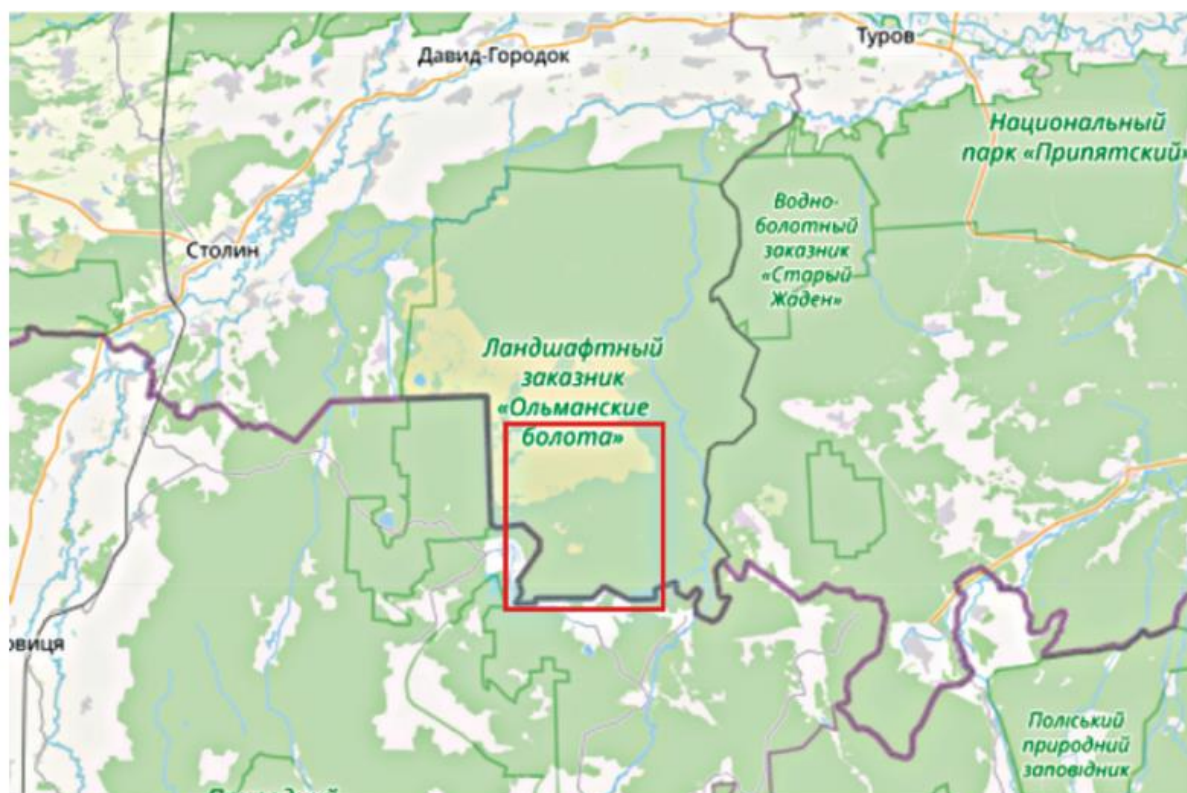 Давид-Городок
Туров
Национальный
парк «Припятский»
Водно-
болотный
заказник
«Старый
Жаден»
Столин
Ландшафтный
заказник
«Ольманские
болота»
овиця
Поліський
природний
заповідник